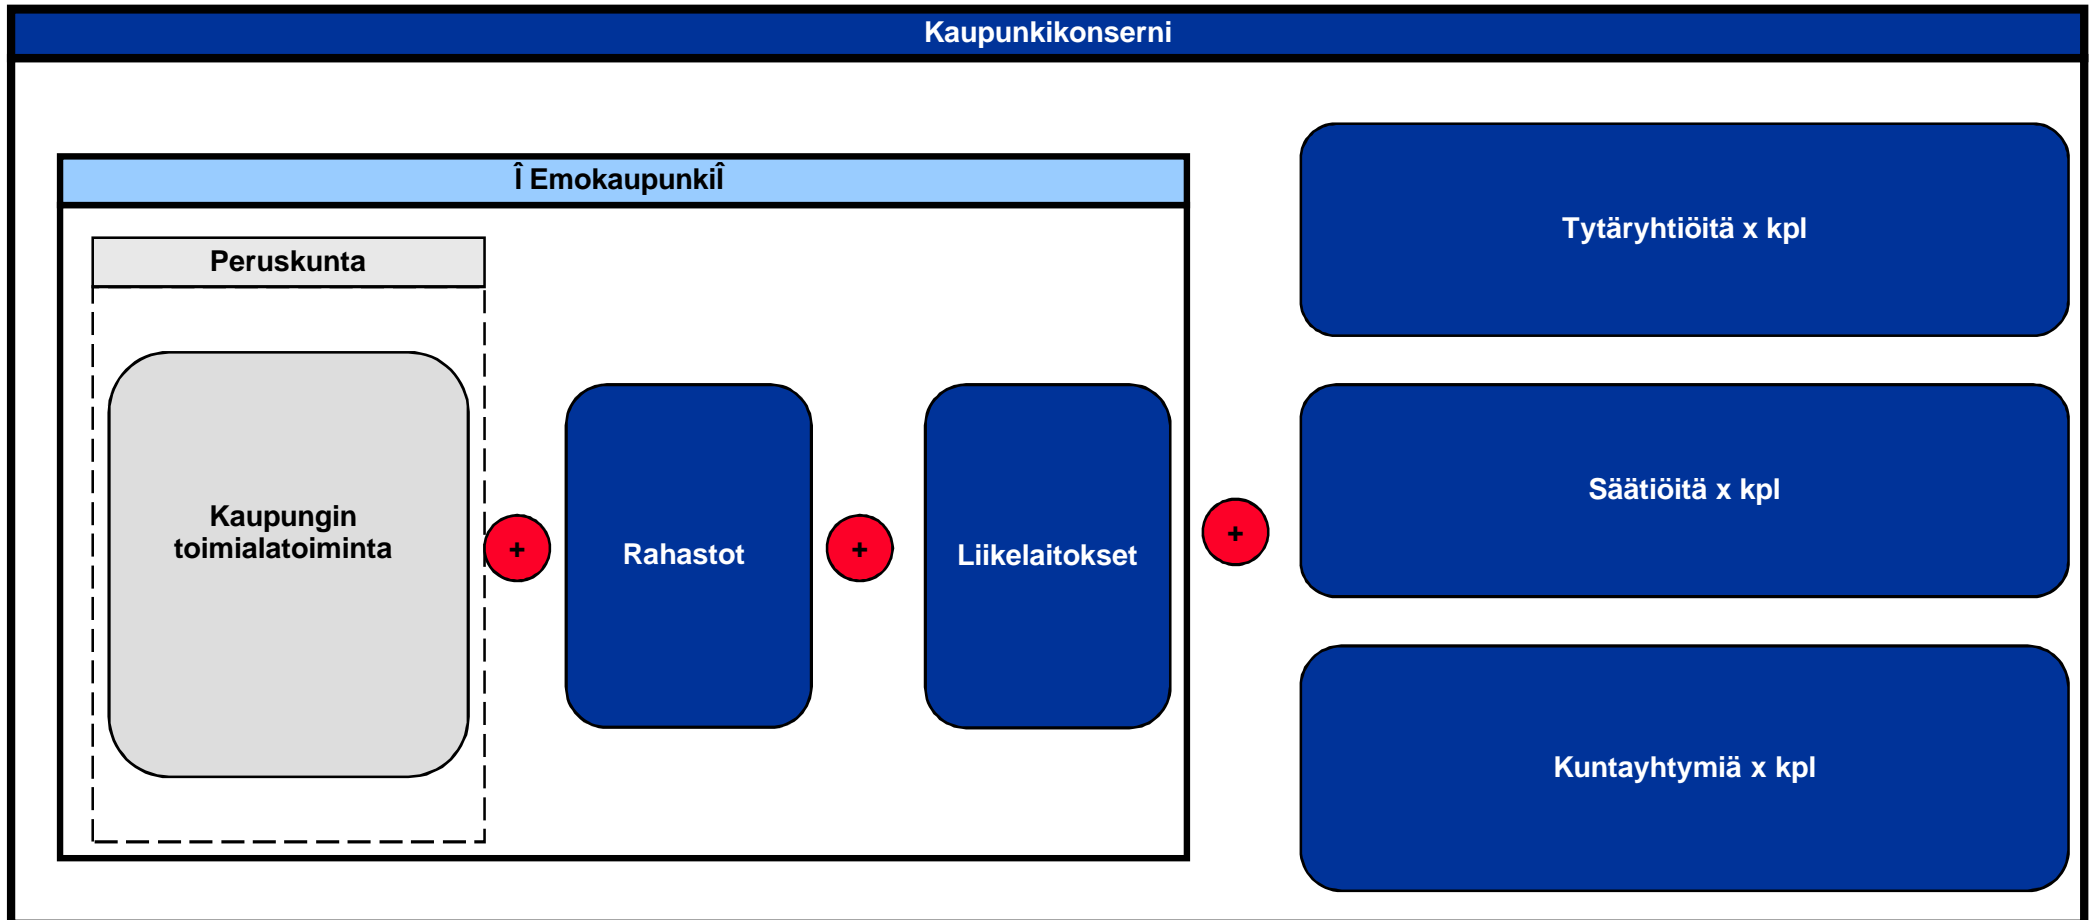 Kaupunkikonserni
Î EmokaupunkiÎ
Peruskunta
Kaupungin
toimialatoiminta
+
Rahastot
+
Liikelaitokset
+
Tytäryhtiöitä x kpl
Säätiöitä x kpl
Kuntayhtymiä x kpl